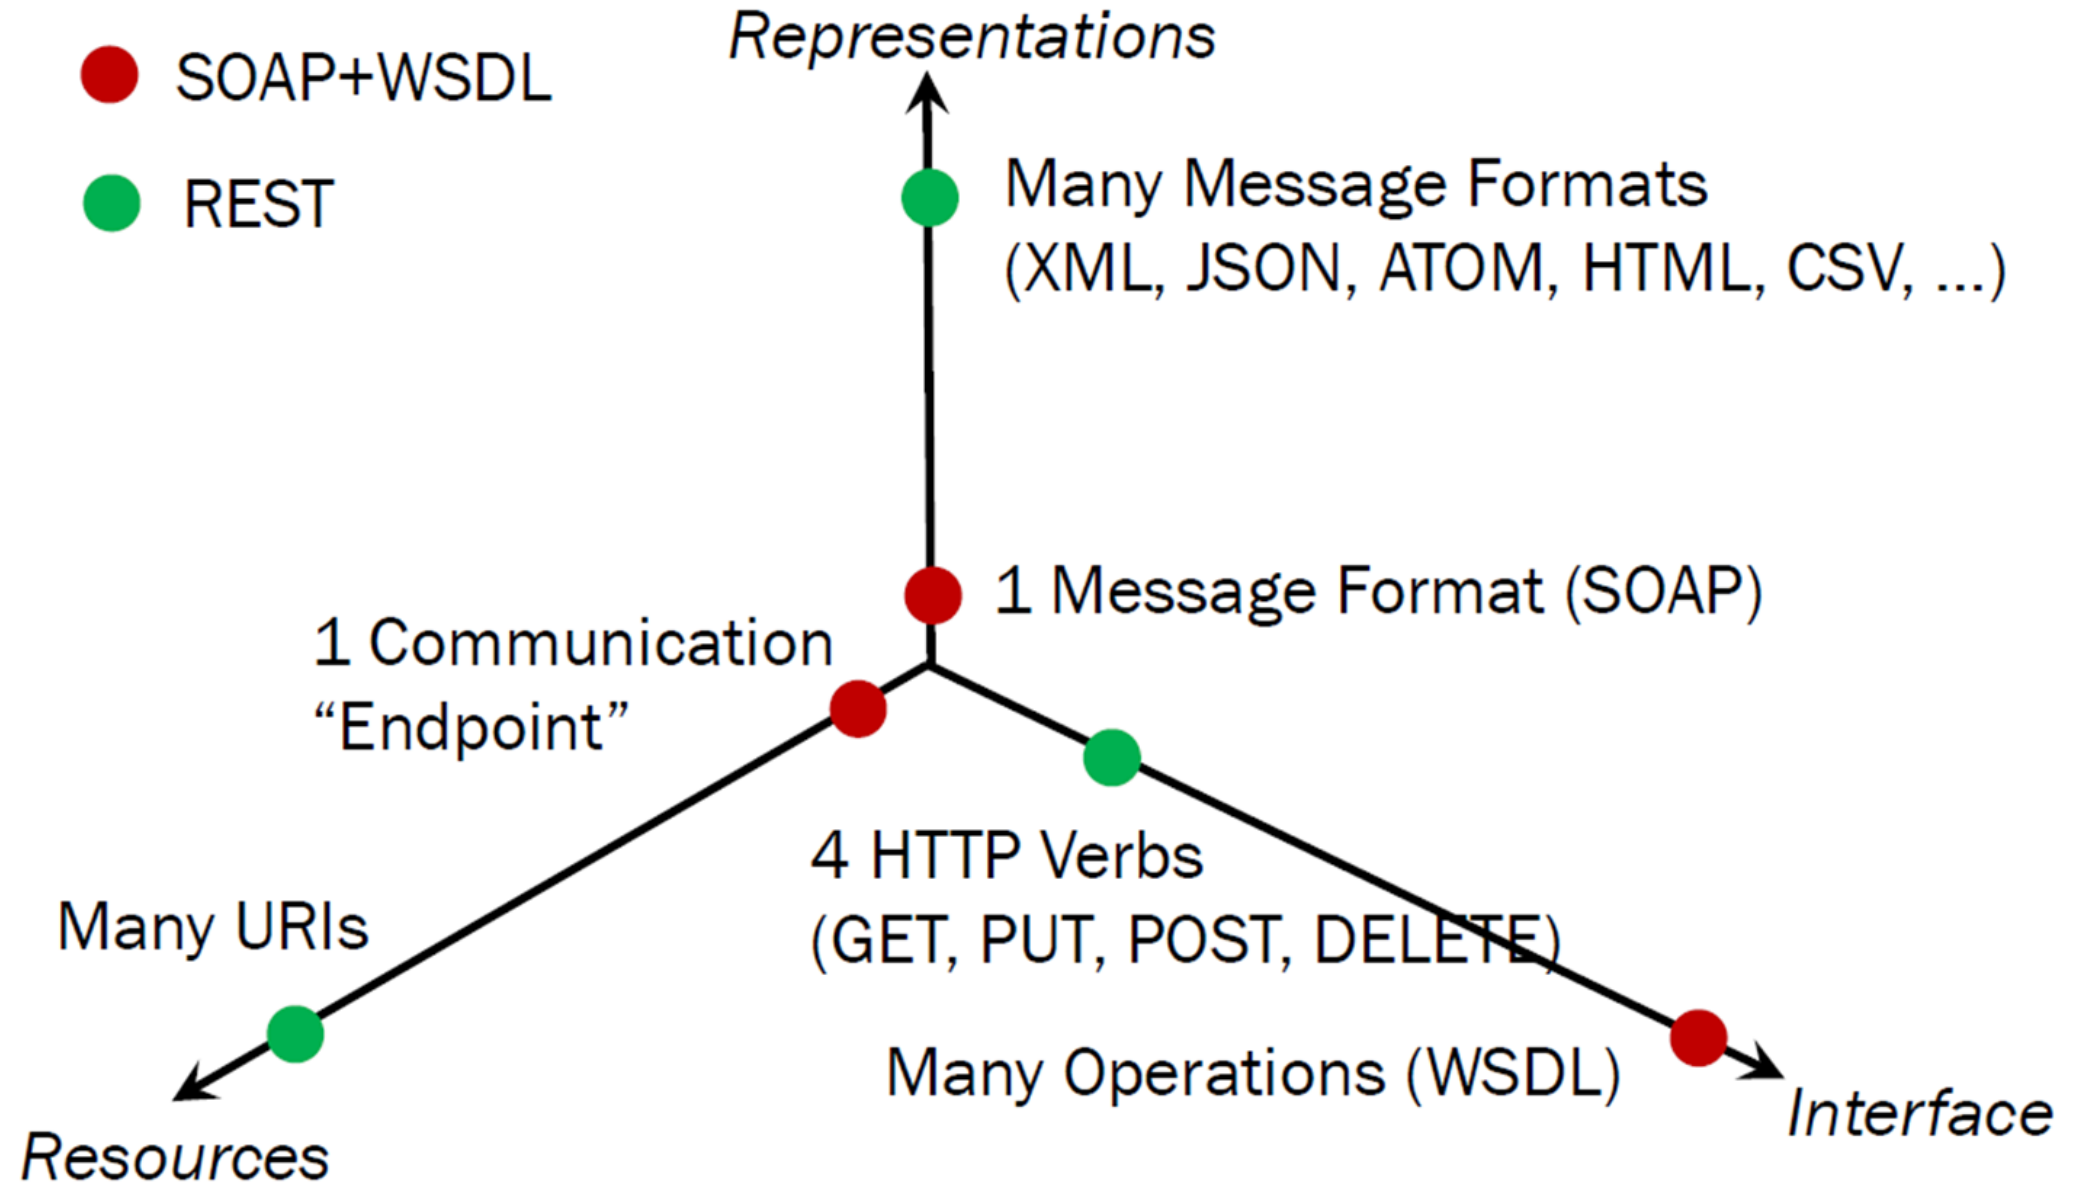 Representations
SOAP+WSDL
REST
Many Message Formats
(XML, JSON, ATOM, HTML, CSV, ...)
1 Message Format (SOAP)
1 Communication
“Endpoint”
4 HTTP Verbs
(GET, PUT, POST, DELETE)
Many URIs
Many Operations (WSDL)
Interface
Resources